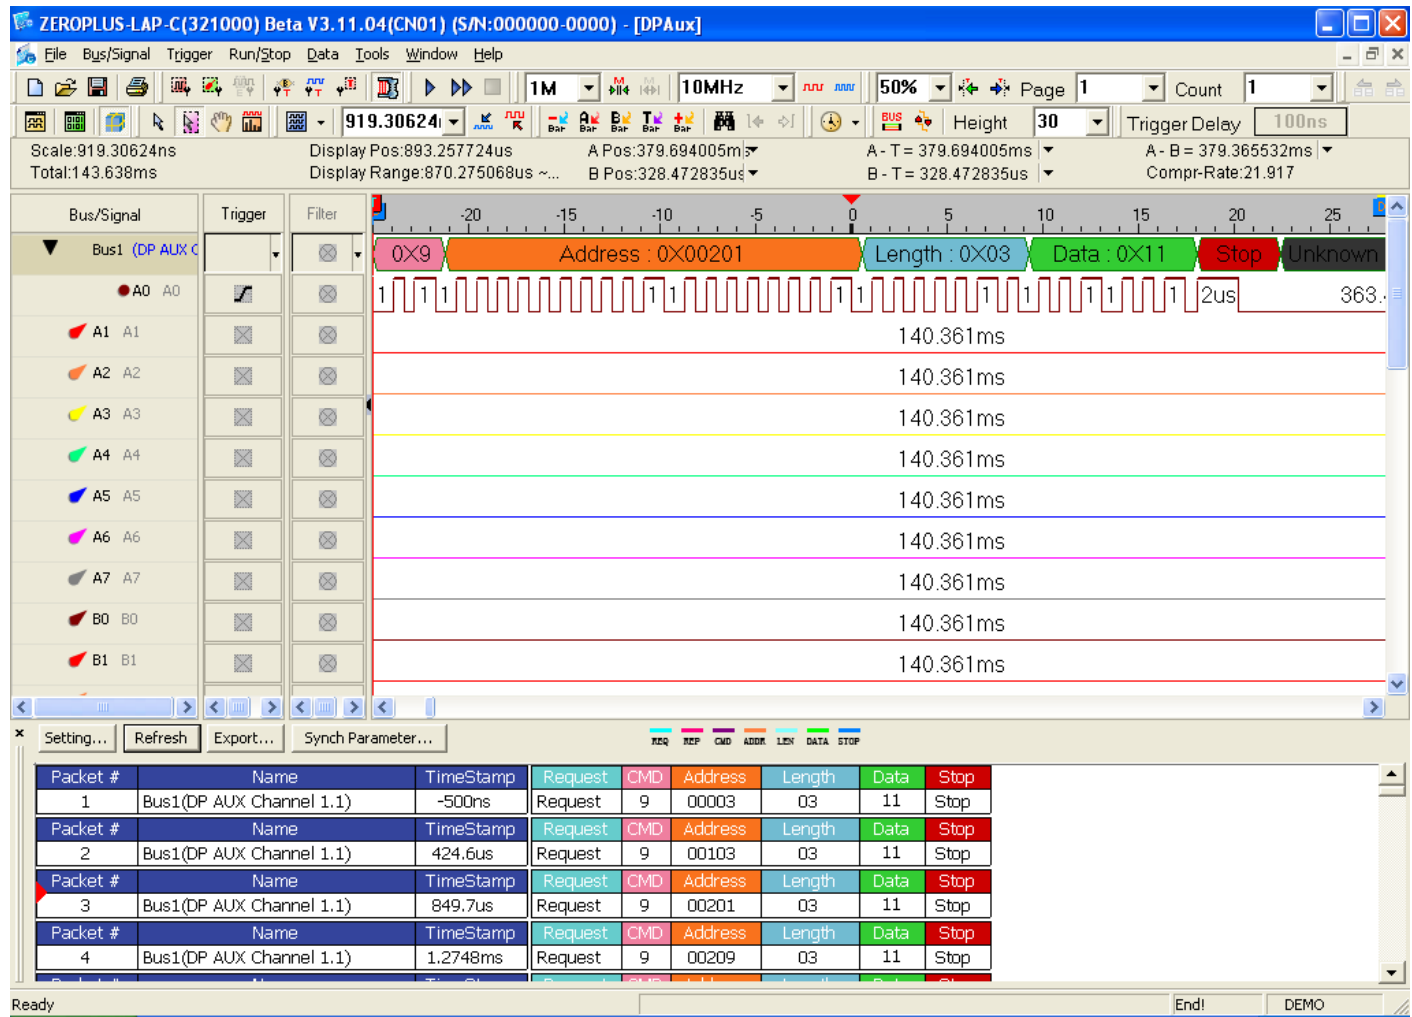 ZEROPLUS-LAP-C(321000) Beta V3.11.04(CN01) (S/N:000000-0000) - [DPAux]
File Bus/Signal Trigger Run/Stop Data Tools Window Help
1M 10MHz 50% Page 1 Count 1
919.30624 Bar Bar Bar Bar Bar BUS Height 30 Trigger Delay 100ns
Scale:919.30624ns Display Pos:893.257724us A Pos:379.694005ms A - T = 379.694005ms A - B = 379.365532ms
Total:143.638ms Display Range:870.275068us ~... B Pos:328.472835us B - T = 328.472835us Compr-Rate:21.917
Bus/Signal Trigger Filter -20 -15 -10 -5 0 5 10 15 20 25
Bus1 (DP AUX C 0X9 Address : 0X00201 Length : 0X03 Data : 0X11 Stop Unknown
A0 A0 1 1 1 1 1 1 1 1 1 1 1 1 2us 363.
A1 A1 140.361ms
A2 A2 140.361ms
A3 A3 140.361ms
A4 A4 140.361ms
A5 A5 140.361ms
A6 A6 140.361ms
A7 A7 140.361ms
B0 B0 140.361ms
B1 B1 140.361ms
Setting... Refresh Export... Synch Parameter... REQ REP CMD ADDR LEN DATA STOP
Packet # Name TimeStamp Request CMD Address Length Data Stop
1 Bus1(DP AUX Channel 1.1) -500ns Request 9 00003 03 11 Stop
Packet # Name TimeStamp Request CMD Address Length Data Stop
2 Bus1(DP AUX Channel 1.1) 424.6us Request 9 00103 03 11 Stop
Packet # Name TimeStamp Request CMD Address Length Data Stop
3 Bus1(DP AUX Channel 1.1) 849.7us Request 9 00201 03 11 Stop
Packet # Name TimeStamp Request CMD Address Length Data Stop
4 Bus1(DP AUX Channel 1.1) 1.2748ms Request 9 00209 03 11 Stop
Ready End! DEMO